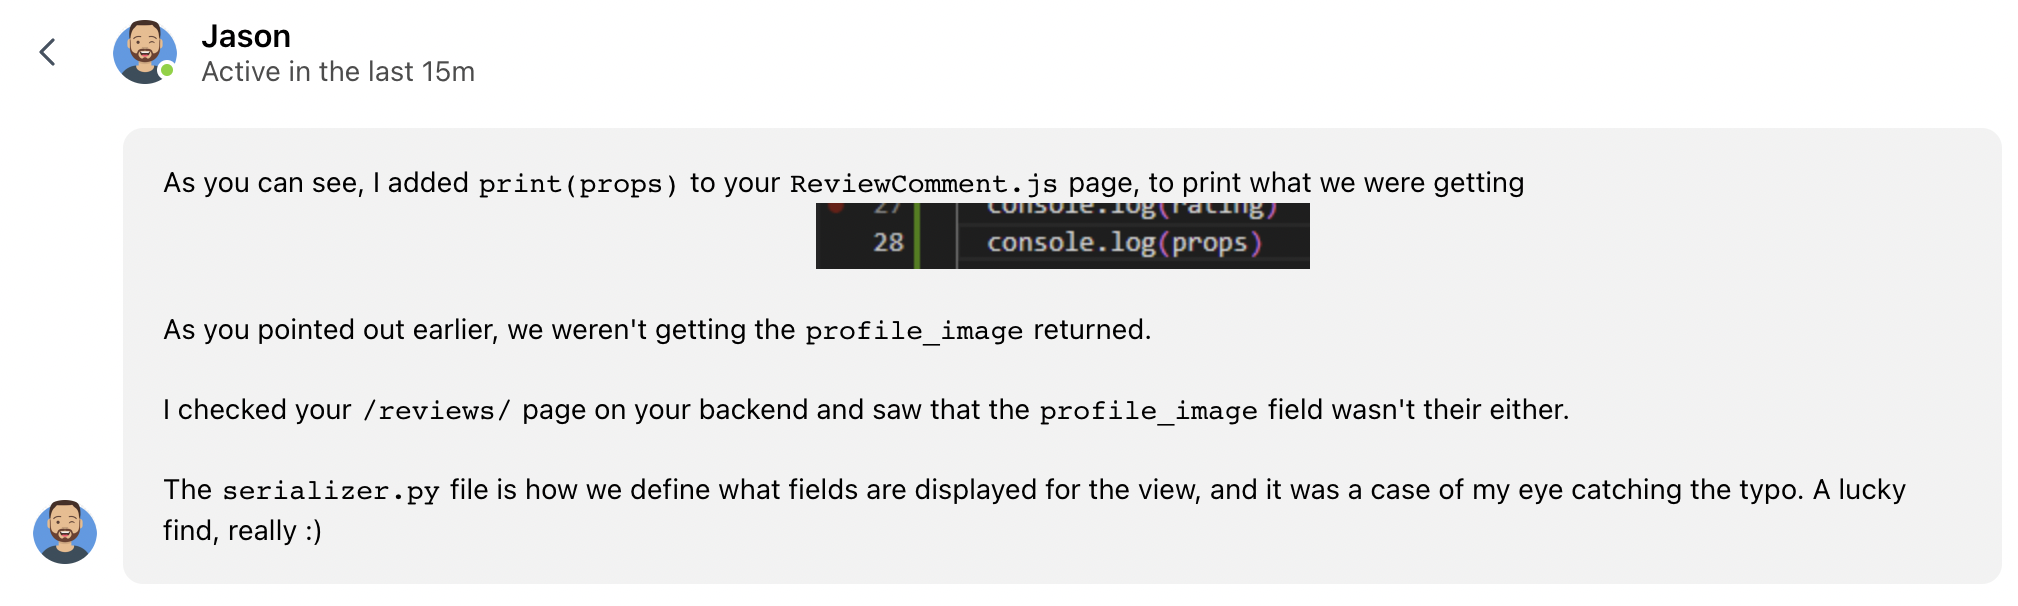 Jason
Active in the last 15m
As you can see, I added print(props) to your ReviewComment.js page, to print what we were getting
27 console.log(rating)
28 console.log(props)
As you pointed out earlier, we weren't getting the profile_image returned.
I checked your /reviews/ page on your backend and saw that the profile_image field wasn't their either.
The serializer.py file is how we define what fields are displayed for the view, and it was a case of my eye catching the typo. A lucky
find, really :)